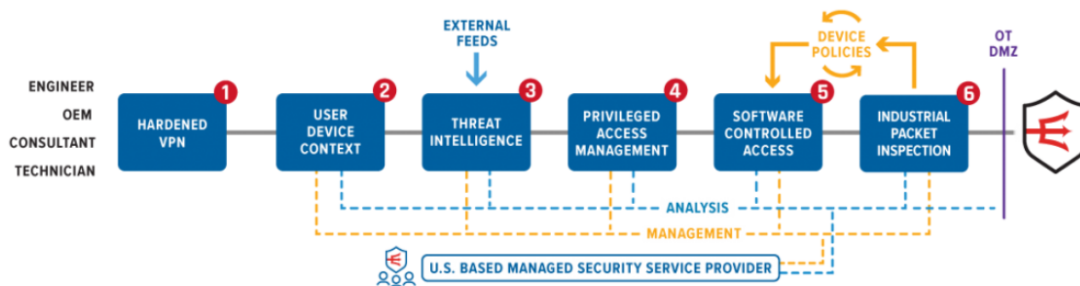 EXTERNAL
FEEDS
DEVICE
POLICIES
OT
DMZ
ENGINEER
OEM
CONSULTANT
TECHNICIAN
1
HARDENED
VPN
2
USER
DEVICE
CONTEXT
3
THREAT
INTELLIGENCE
4
PRIVILEGED
ACCESS
MANAGEMENT
5
SOFTWARE
CONTROLLED
ACCESS
6
INDUSTRIAL
PACKET
INSPECTION
ANALYSIS
MANAGEMENT
U.S. BASED MANAGED SECURITY SERVICE PROVIDER